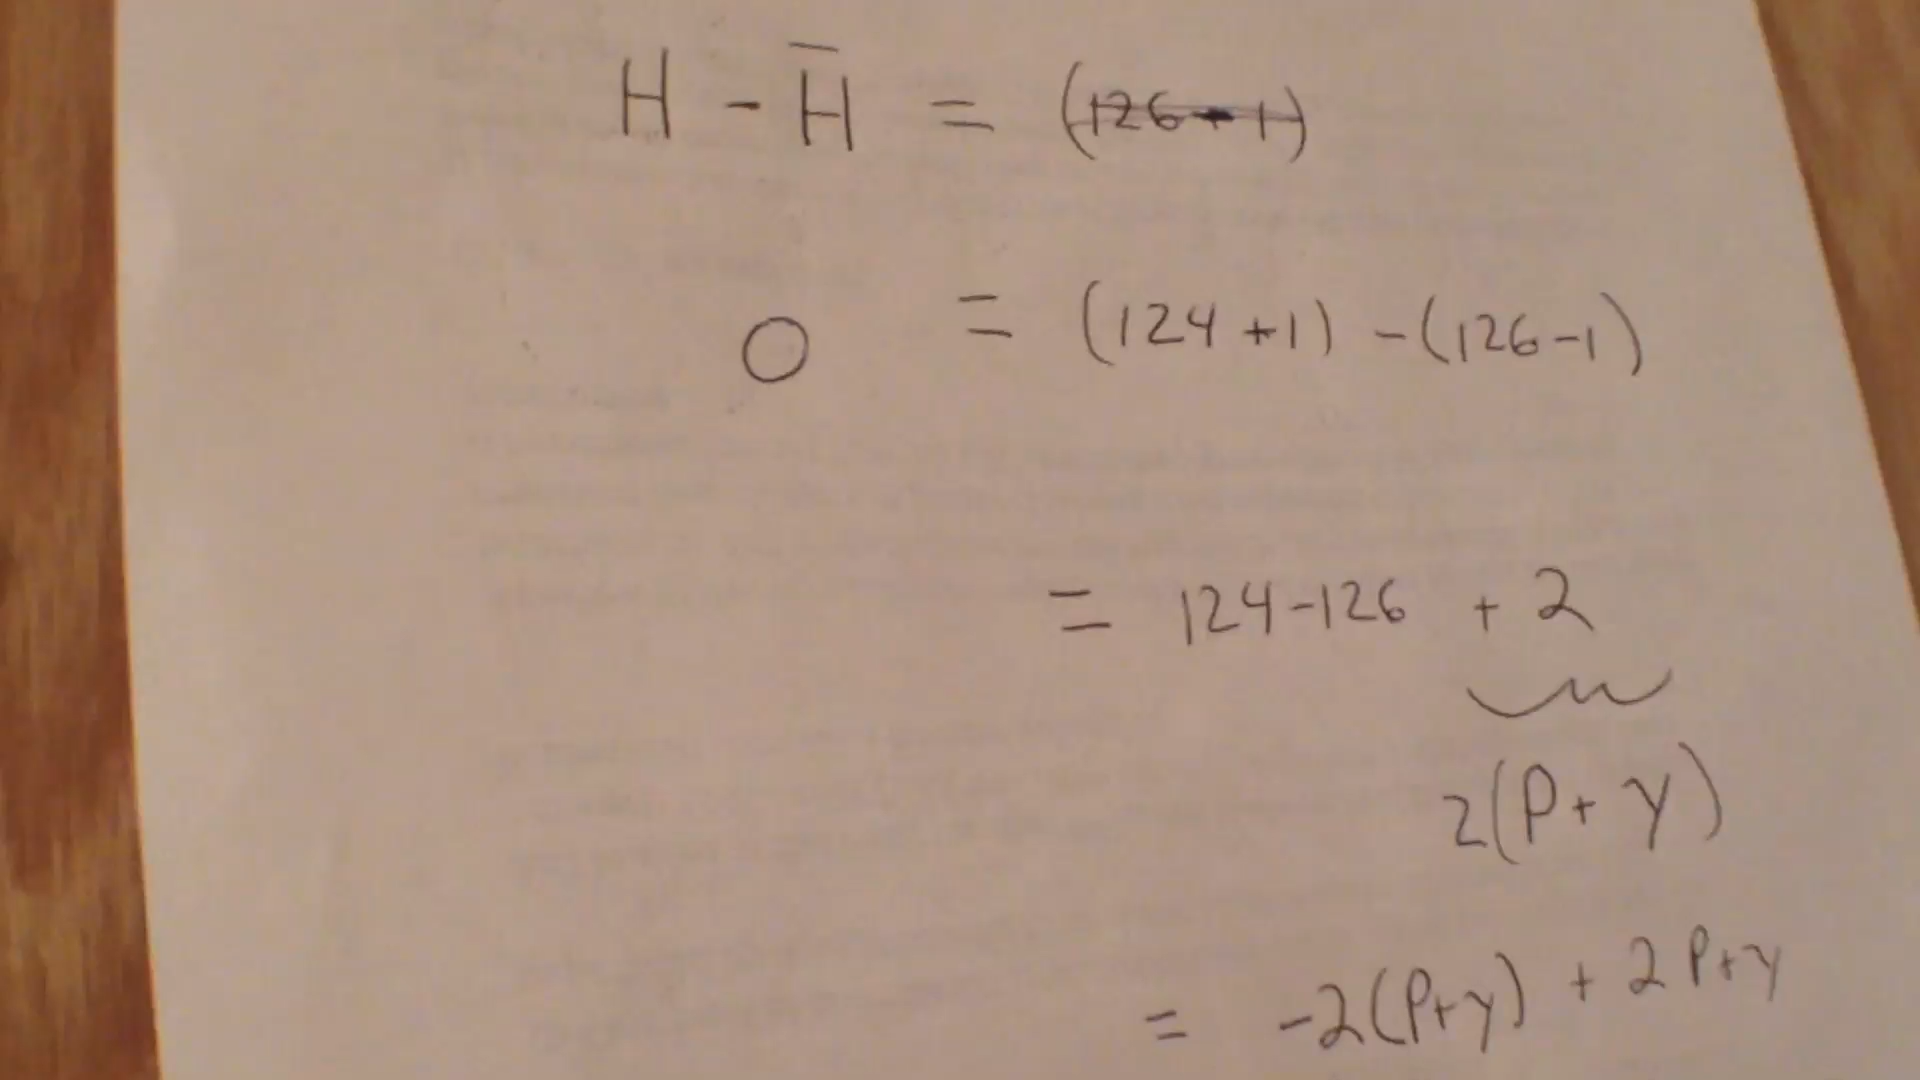 H - H̅ = (126 - 1)
O = (124 + 1) - (126 - 1)
= 124 - 126 + 2
2(P + y)
= -2(P+y) + 2 P+y